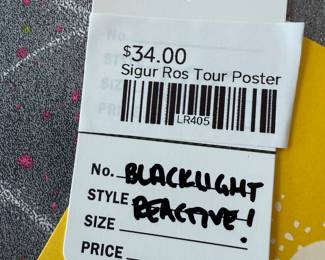 $34.00
Sigur Ros Tour Poster
LR405
No. BLACKLIGHT
STYLE REACTIVE!
SIZE
PRICE